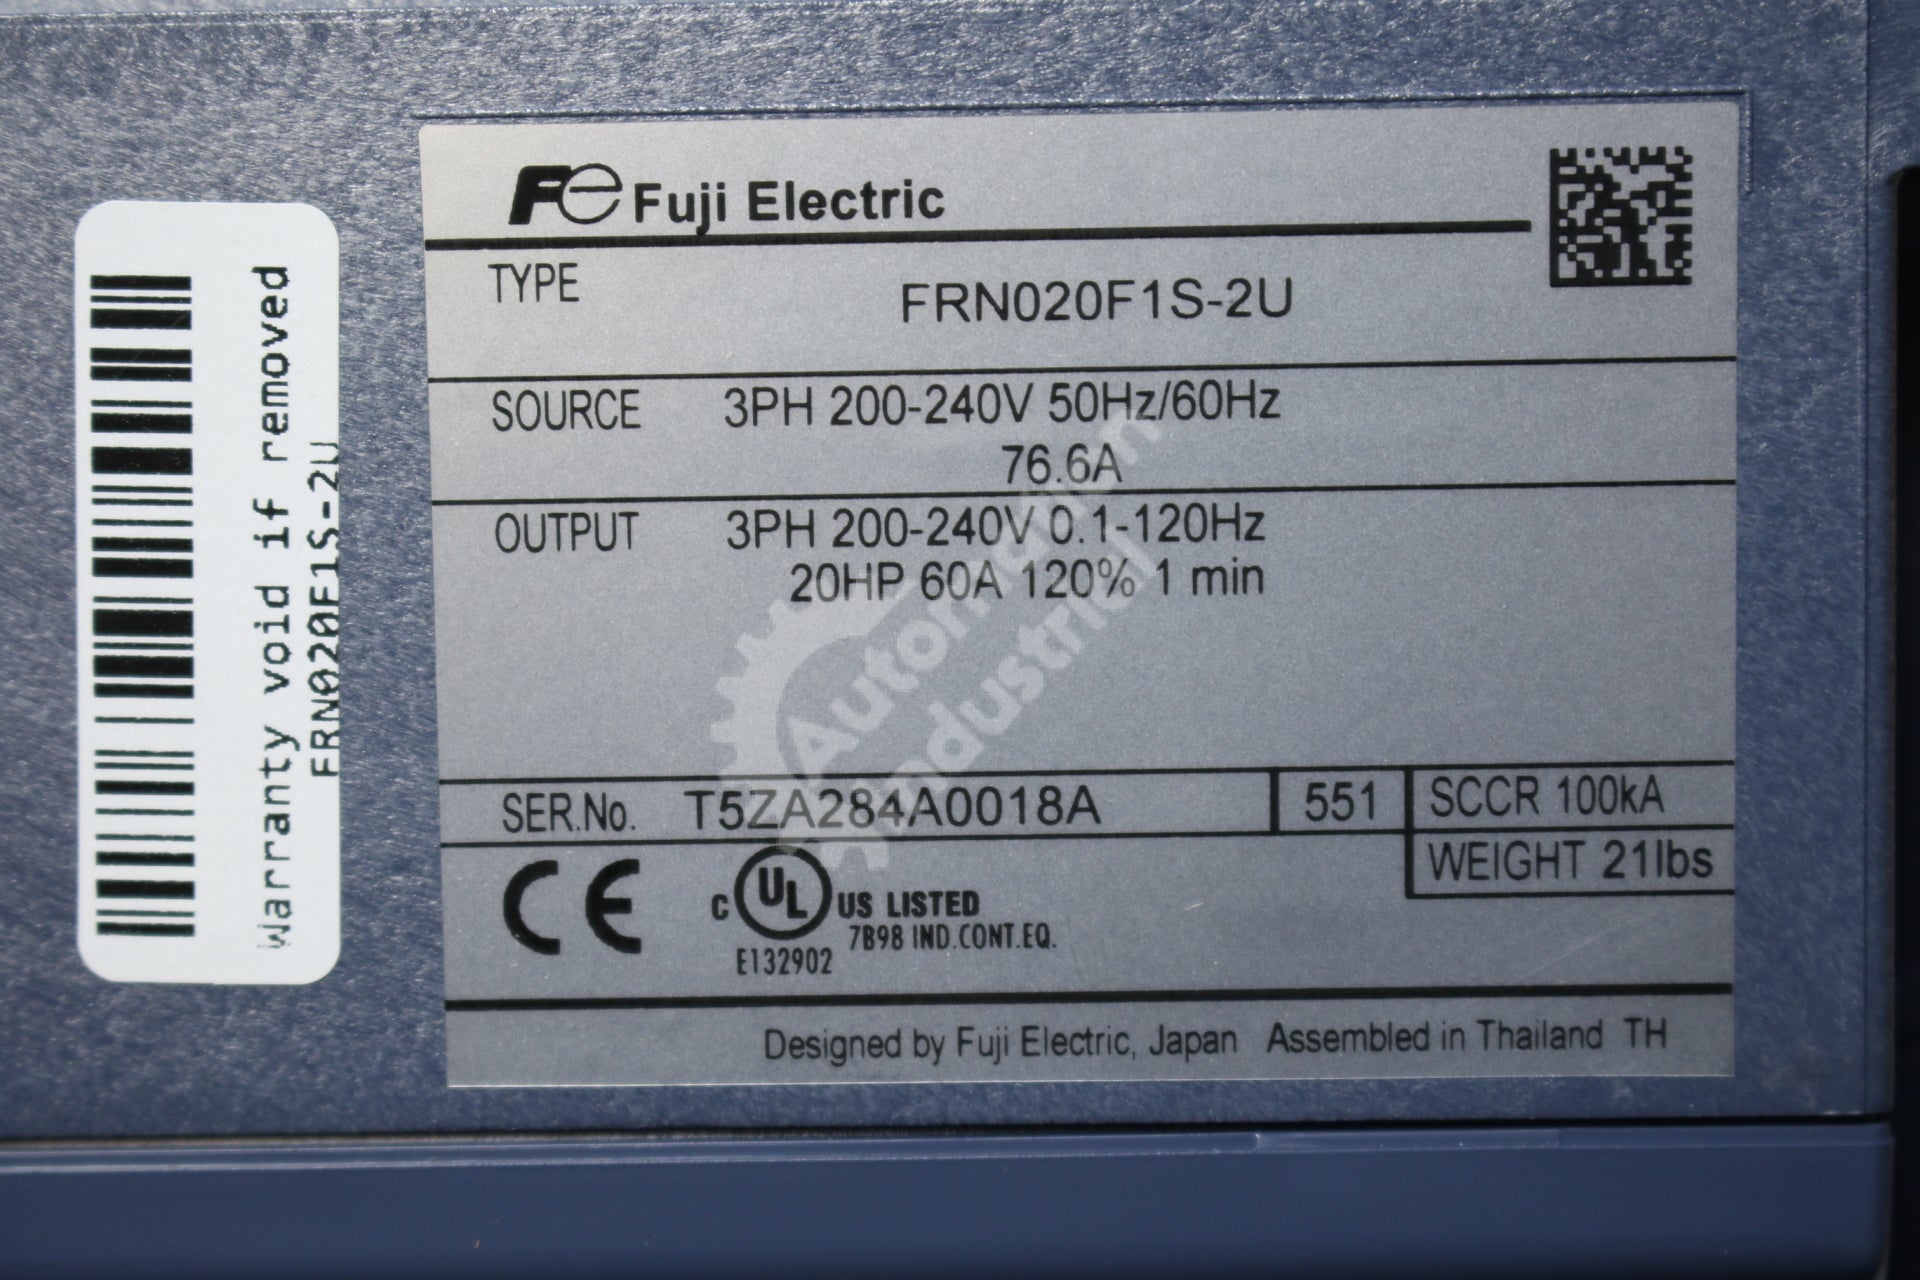 Warranty void if removed
FRN020F1S-2U
Fe Fuji Electric
TYPE FRN020F1S-2U
SOURCE 3PH 200-240V 50Hz/60Hz
76.6A
OUTPUT 3PH 200-240V 0.1-120Hz
20HP 60A 120% 1 min
SER.No. T5ZA284A0018A 551 SCCR 100kA
WEIGHT 21lbs
CE c UL US LISTED
7B98 IND.CONT.EQ.
E132902
Designed by Fuji Electric, Japan Assembled in Thailand TH
Automation
Industrial